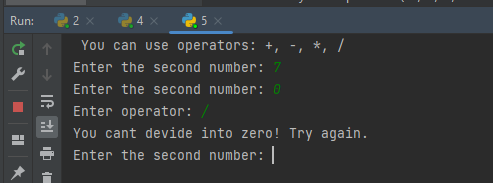 Run: 2 × 4 × 5 ×
You can use operators: +, -, *, /
Enter the second number: 7
Enter the second number: 0
Enter operator: /
You cant devide into zero! Try again.
Enter the second number: